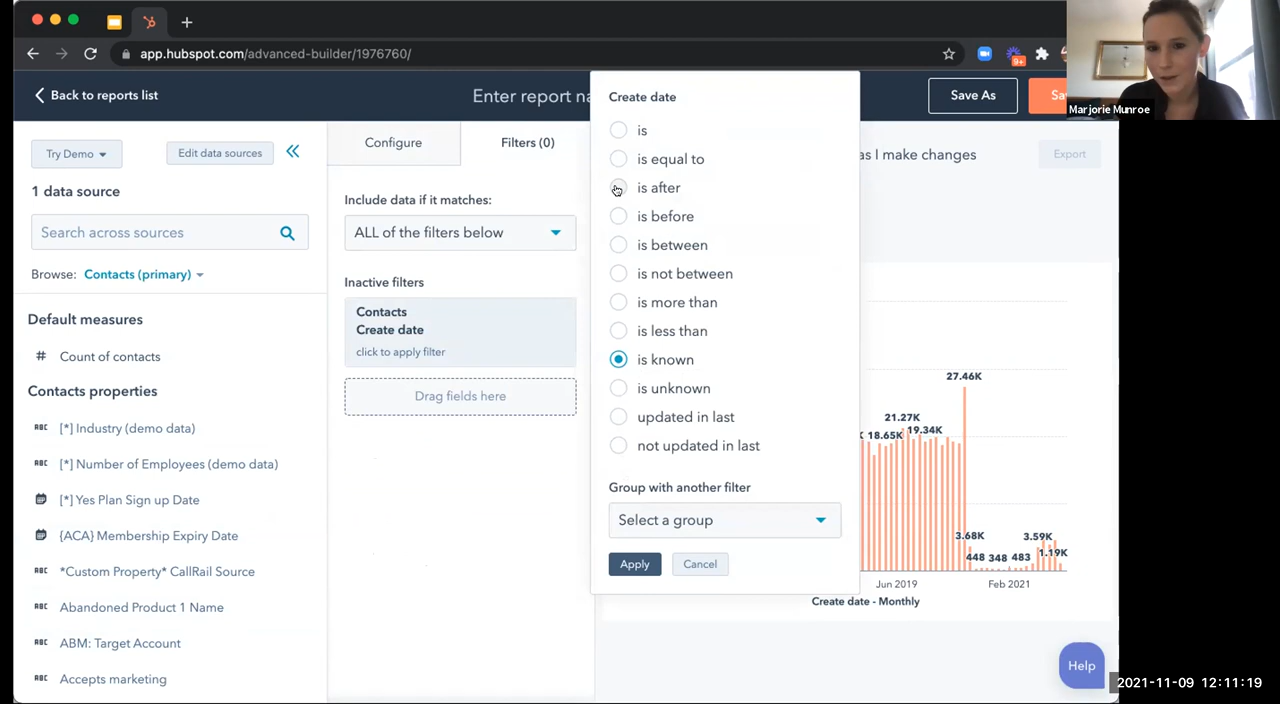 app.hubspot.com/advanced-builder/1976760/
9+
Marjorie Munroe
Back to reports list
Enter report na
Save As
Sa
Try Demo
Edit data sources
1 data source
Search across sources
Browse: Contacts (primary)
Default measures
# Count of contacts
Contacts properties
ABC [*] Industry (demo data)
ABC [*] Number of Employees (demo data)
[*] Yes Plan Sign up Date
{ACA} Membership Expiry Date
ABC *Custom Property* CallRail Source
ABC Abandoned Product 1 Name
ABC ABM: Target Account
ABC Accepts marketing
Configure
Filters (0)
Include data if it matches:
ALL of the filters below
Inactive filters
Contacts
Create date
click to apply filter
Drag fields here
Create date
is
is equal to
is after
is before
is between
is not between
is more than
is less than
is known
is unknown
updated in last
not updated in last
Group with another filter
Select a group
Apply
Cancel
as I make changes
Export
27.46K
21.27K
K 18.65K 19.34K
3.68K
448 348 483
3.59K
1.19K
Jun 2019
Feb 2021
Create date - Monthly
Help
2021-11-09 12:11:19